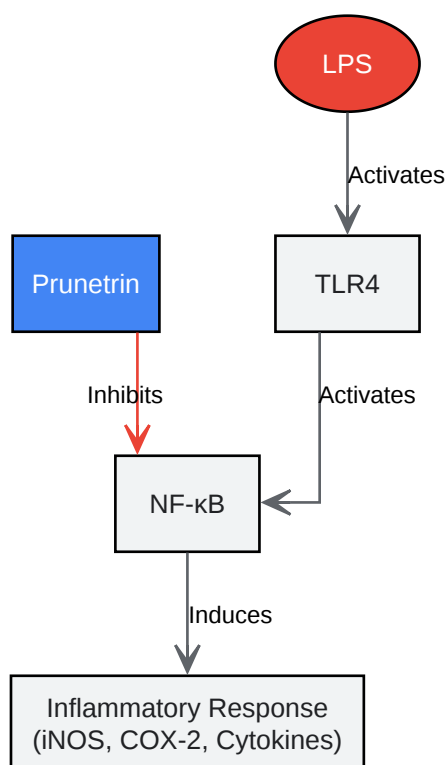 LPS
Activates
Prunetrin
TLR4
Inhibits
Activates
NF-κB
Induces
Inflammatory Response
(iNOS, COX-2, Cytokines)